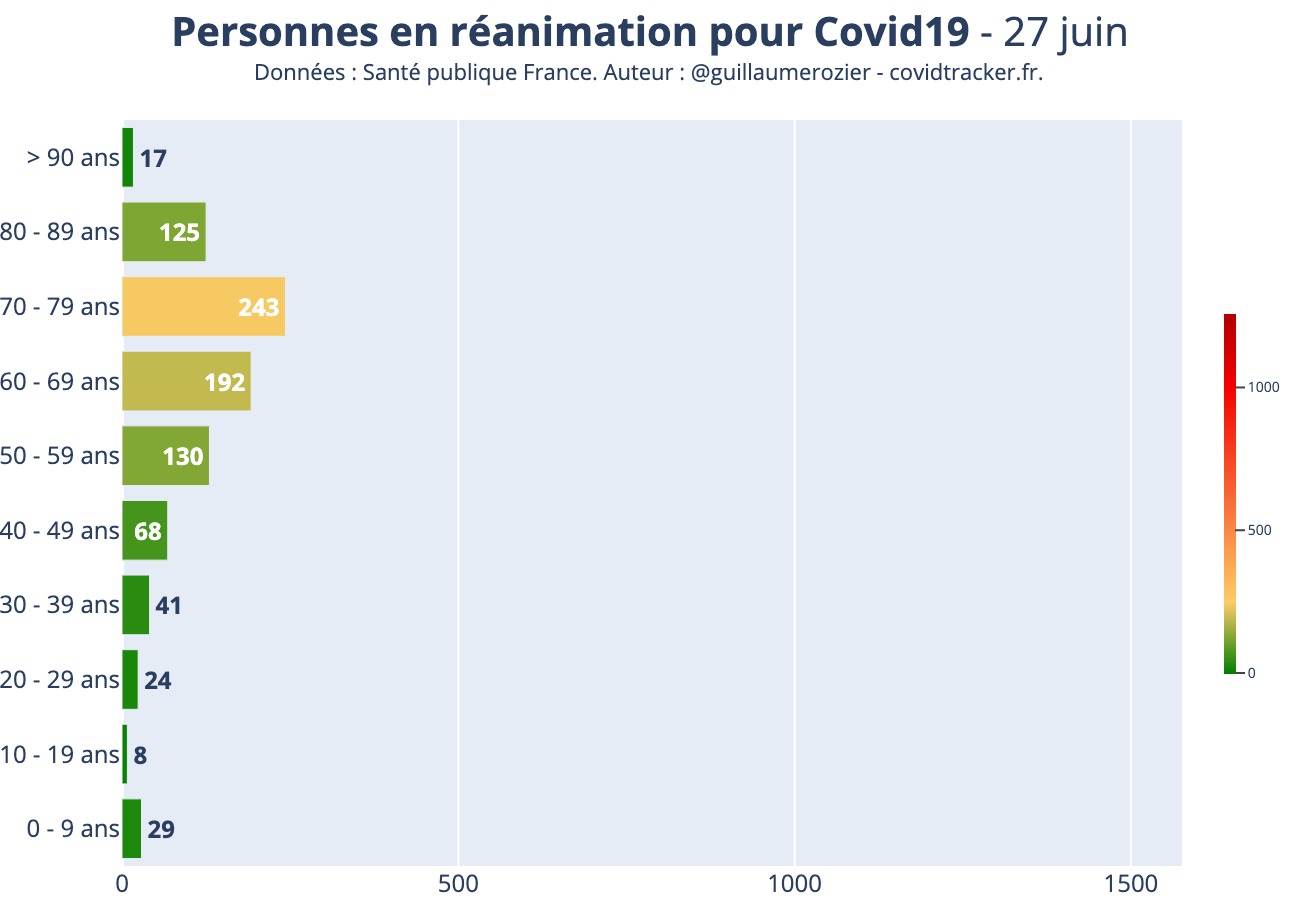 Personnes en réanimation pour Covid19 - 27 juin
Données : Santé publique France. Auteur : @guillaumerozier - covidtracker.fr.
> 90 ans 17
80 - 89 ans 125
70 - 79 ans 243
60 - 69 ans 192
50 - 59 ans 130
40 - 49 ans 68
30 - 39 ans 41
20 - 29 ans 24
10 - 19 ans 8
0 - 9 ans 29
0 500 1000 1500
1000
500
0